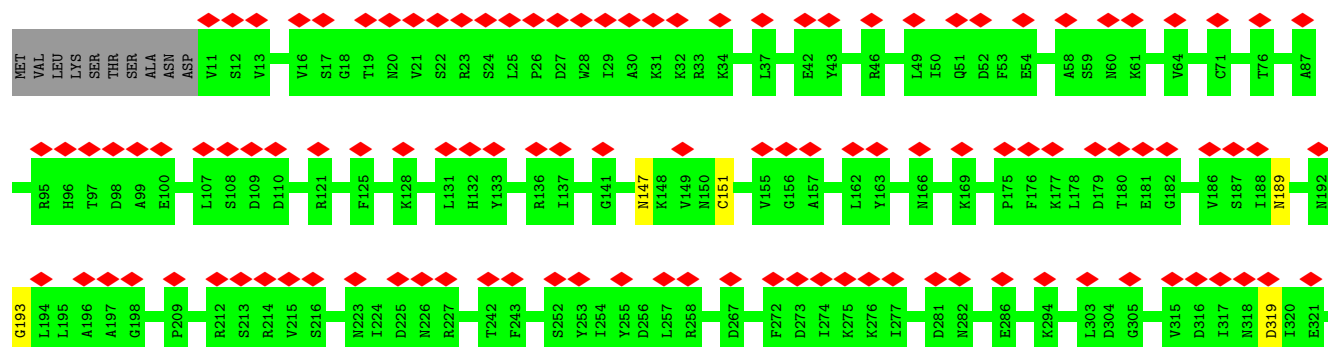 MET VAL LEU LYS SER THR SER ALA ASN ASP V11 S12 V13 V16 S17 G18 T19 N20 V21 S22 R23 S24 L25 P26 D27 W28 I29 A30 K31 K32 R33 K34 L37 E42 Y43 R46 L49 I50 Q51 D52 F53 E54 A58 S59 N60 K61 V64 C71 T76 A87
R95 H96 T97 D98 A99 E100 L107 S108 D109 D110 R121 F125 K128 L131 H132 Y133 R136 I137 G141 N147 K148 V149 N150 C151 V155 G156 A157 L162 Y163 N166 K169 P175 F176 K177 L178 D179 T180 E181 G182 V186 S187 I188 N189 N192
G193 L194 L195 A196 A197 G198 P209 R212 S213 R214 V215 S216 N223 I224 D225 N226 R227 T242 F243 S252 Y253 I254 Y255 D256 L257 R258 D267 F272 D273 I274 K275 K276 I277 D281 N282 E286 K294 L303 D304 G305 V315 D316 I317 N318 D319 I320 E321